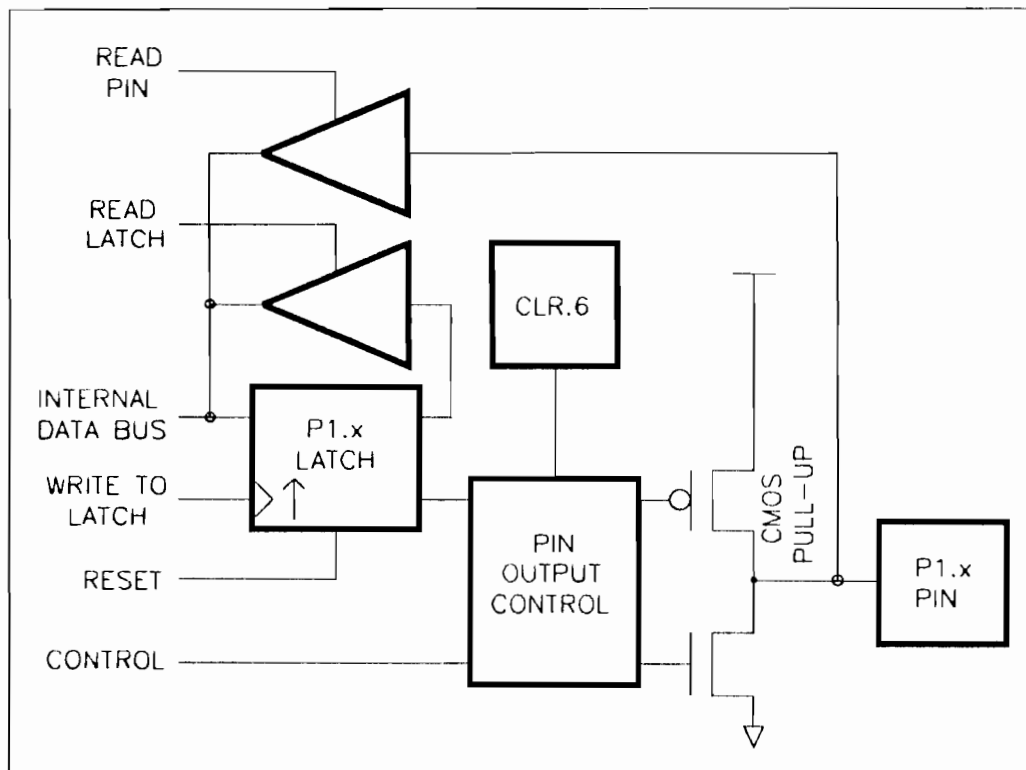 READ
PIN
READ
LATCH
CLR.6
INTERNAL
DATA BUS
P1.x
LATCH
WRITE TO
LATCH
CMOS
PULL-UP
PIN
OUTPUT
CONTROL
P1.x
PIN
RESET
CONTROL